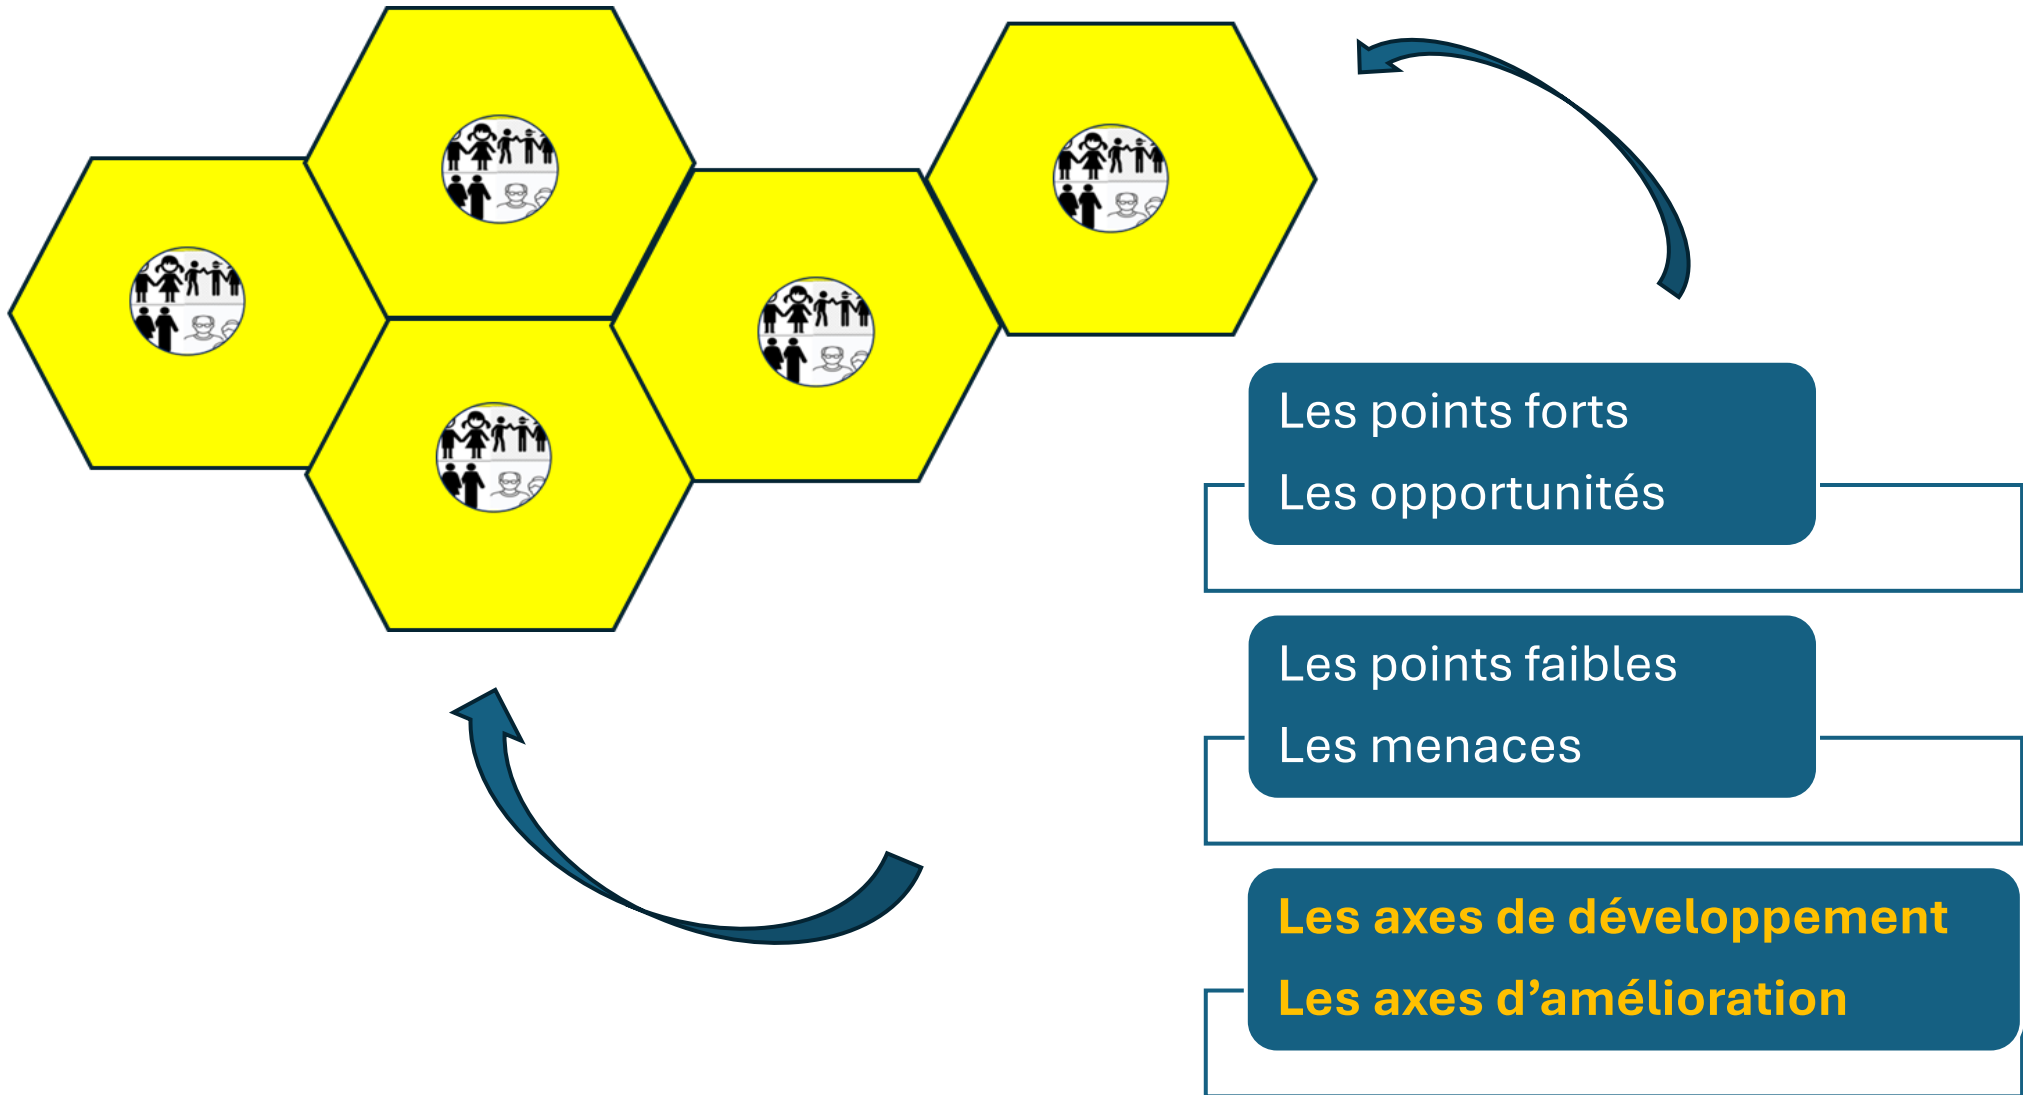 Les points forts
Les opportunités
Les points faibles
Les menaces
Les axes de développement
Les axes d’amélioration